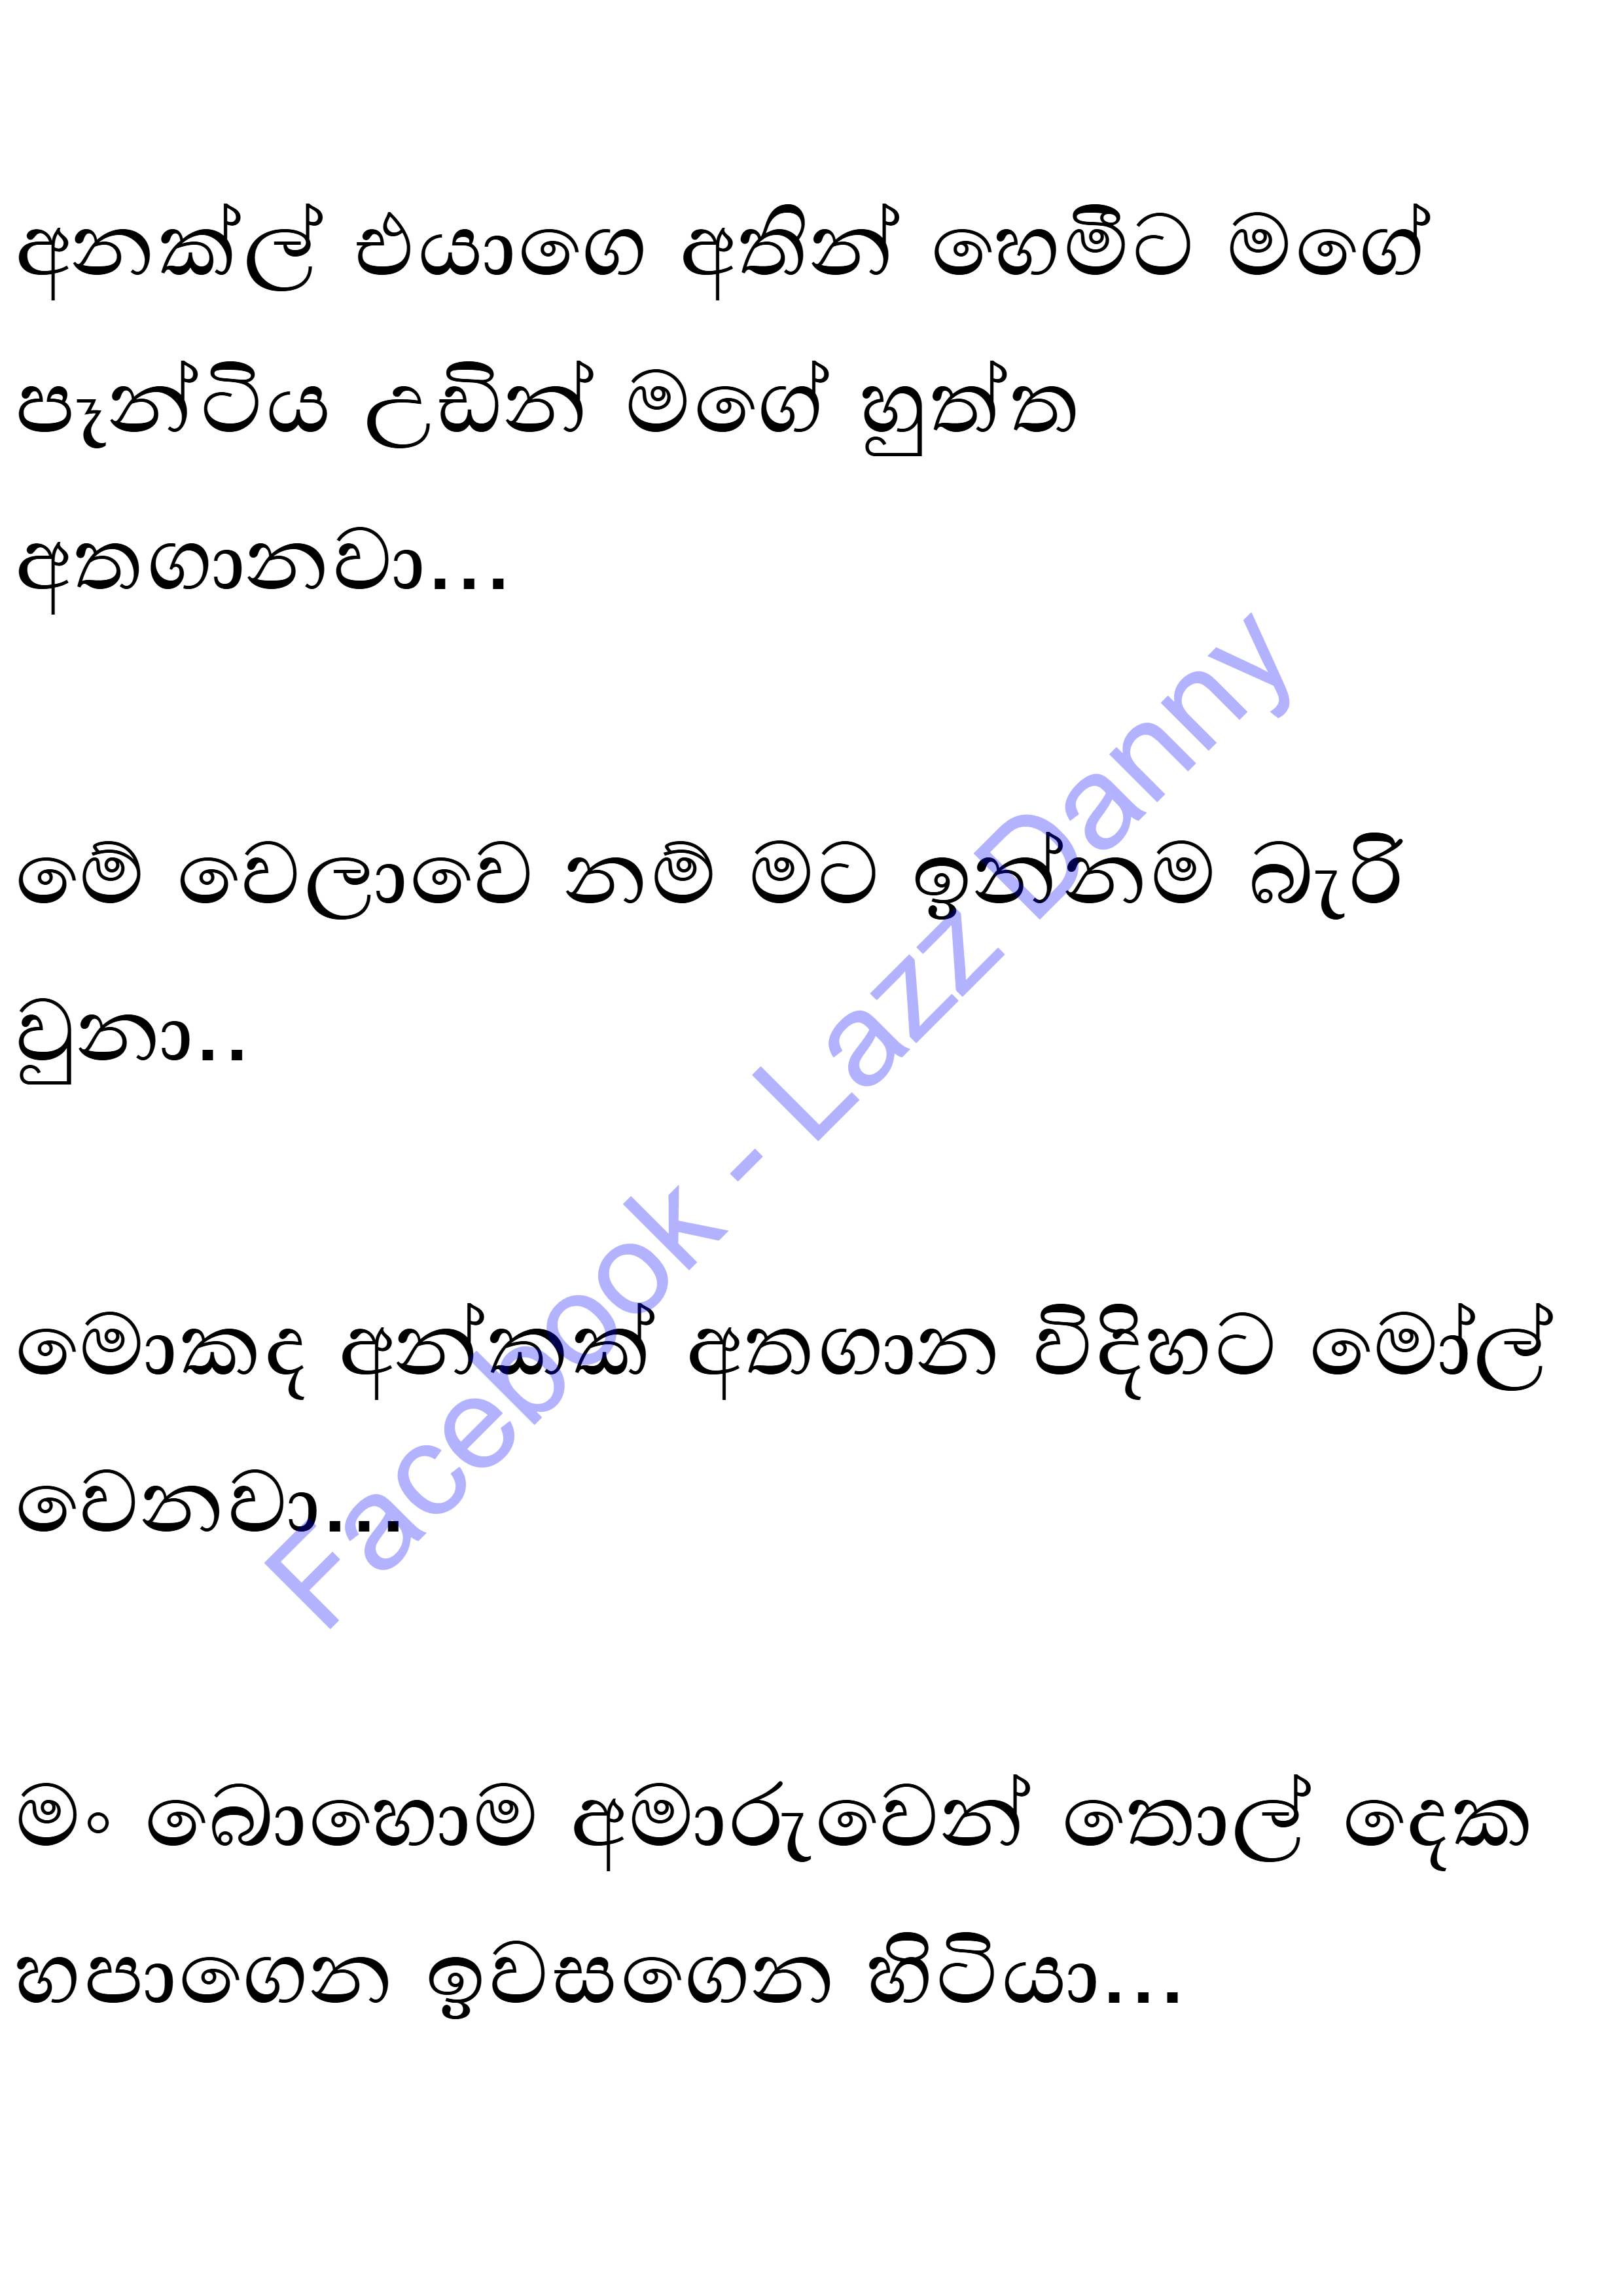 අනක්ල් එයාගෙ අතින් හෙමීට මගේ
පෑන්ටිය උඩින් මගේ හුත්ත
අතගානවා...
මේ වෙලාවෙ නම් මට ඉන්නම බැරි
වුනා..
මොකද අන්කක් අතගාන විදිහට මෝල්
වෙනවා...
මං බොහොම අමාරුවෙන් තොල් දෙක
හපාගෙන ඉවසගෙන හිටියා...
Facebook - Lazz Danny